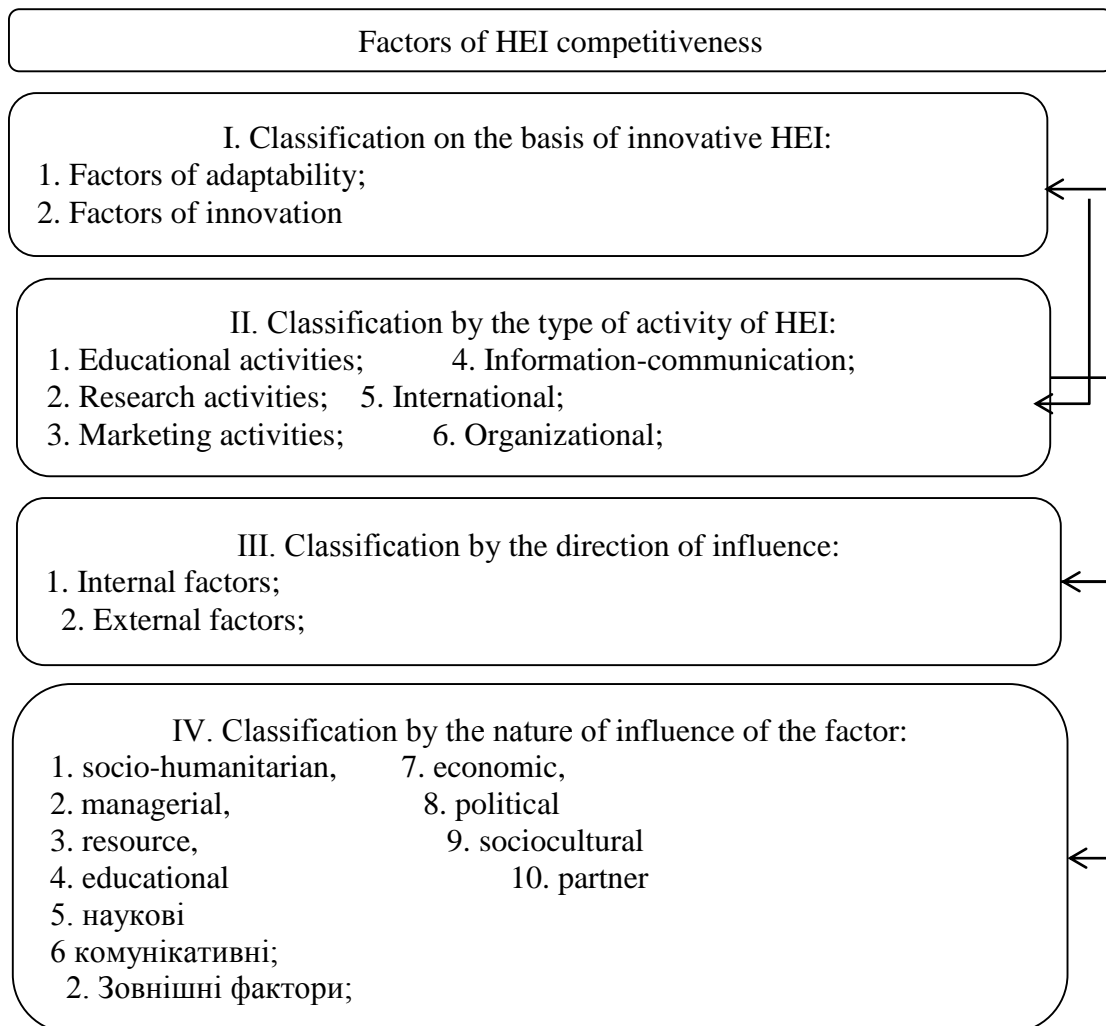 Factors of HEI competitiveness
I. Classification on the basis of innovative HEI:
1. Factors of adaptability;
2. Factors of innovation
II. Classification by the type of activity of HEI:
1. Educational activities; 4. Information-communication;
2. Research activities; 5. International;
3. Marketing activities; 6. Organizational;
III. Classification by the direction of influence:
1. Internal factors;
2. External factors;
IV. Classification by the nature of influence of the factor:
1. socio-humanitarian, 7. economic,
2. managerial, 8. political
3. resource, 9. sociocultural
4. educational 10. partner
5. наукові
6 комунікативні;
2. Зовнішні фактори;